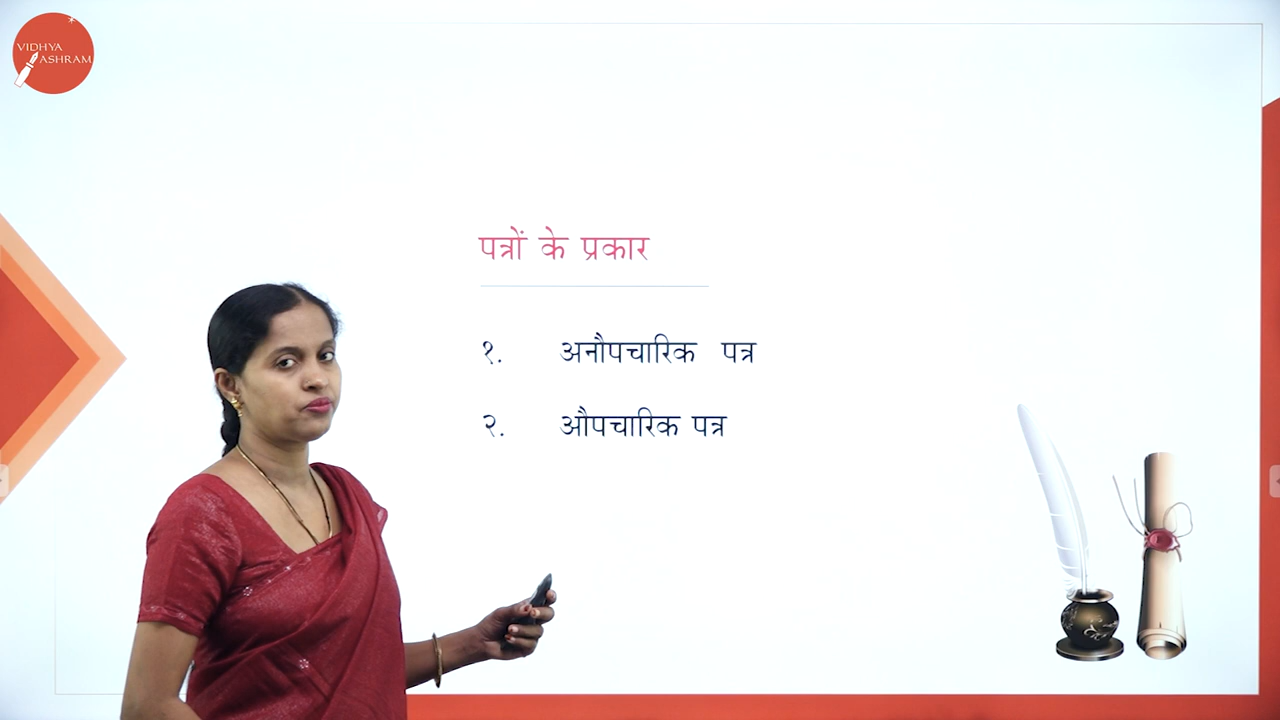 VIDHYA
ASHRAM
पत्रों के प्रकार
१. अनौपचारिक पत्र
२. औपचारिक पत्र